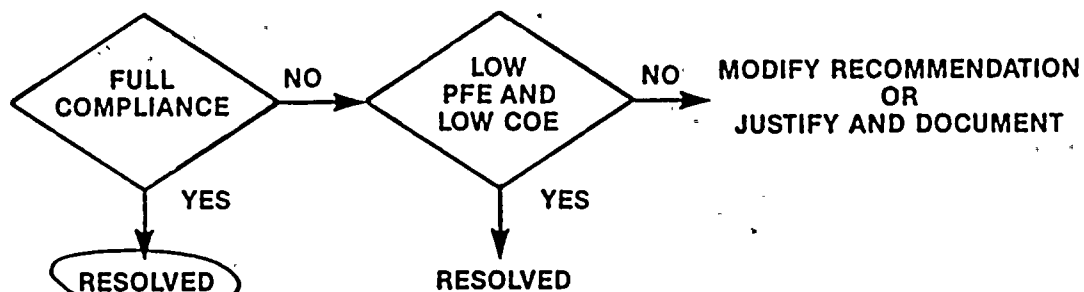 FULL
COMPLIANCE
NO
LOW
PFE AND
LOW COE
NO
MODIFY RECOMMENDATION
OR
JUSTIFY AND DOCUMENT
YES
YES
RESOLVED
RESOLVED